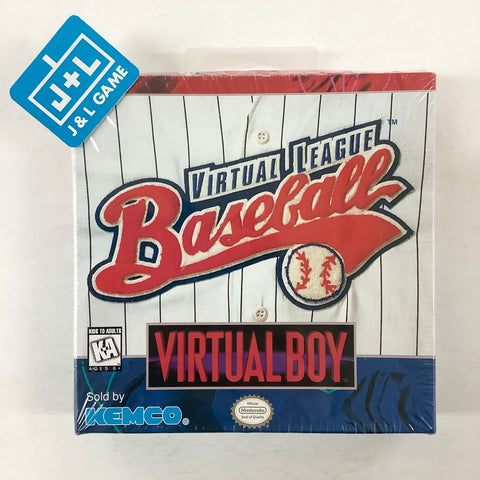 J+L
J&L GAME
VIRTUAL LEAGUE
Baseball
TM
VIRTUAL BOY
KIDS TO ADULTS
KA
AGES 6+
Sold by
KEMCO®
Official
Nintendo
Seal of Quality